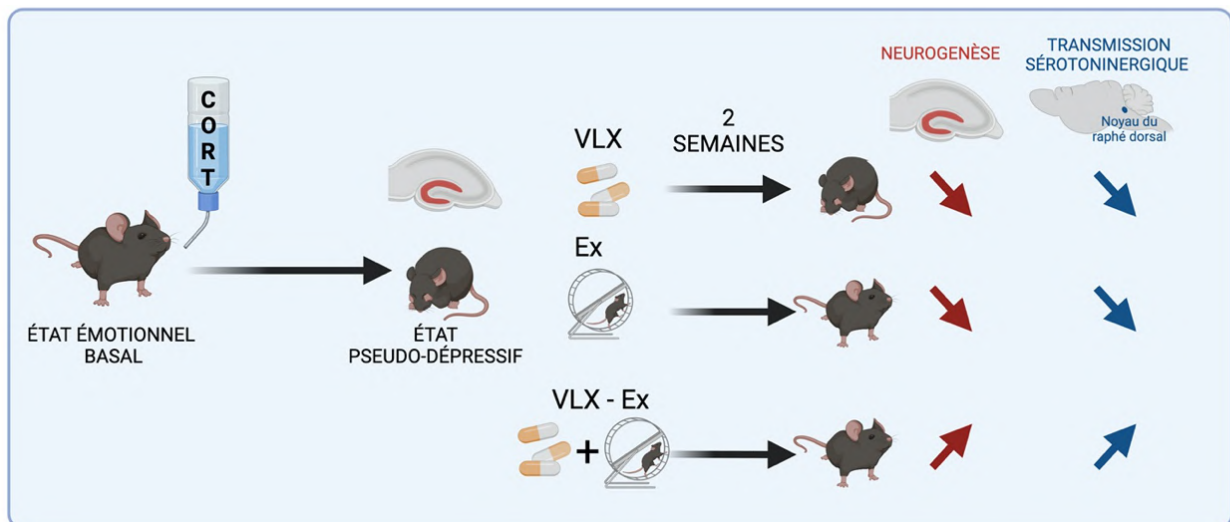 NEUROGENÈSE
TRANSMISSION
SÉROTONINERGIQUE
Noyau du
raphé dorsal
CORT
VLX
2
SEMAINES
Ex
ÉTAT ÉMOTIONNEL
BASAL
ÉTAT
PSEUDO-DÉPRESSIF
VLX - Ex
+